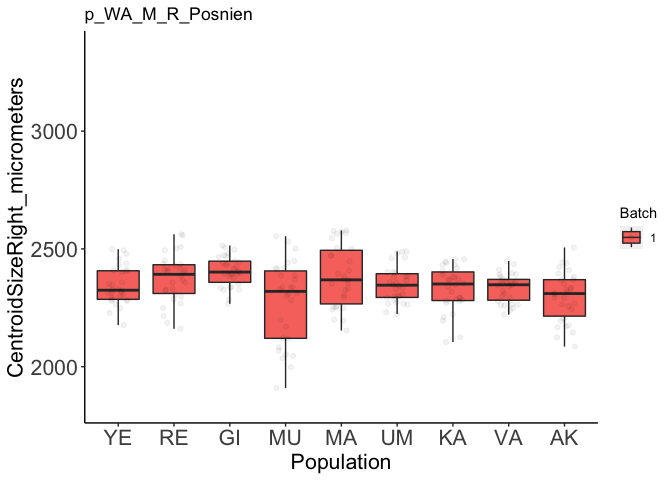 p_WA_M_R_Posnien
CentroidSizeRight_micrometers
3000
2500
2000
YE RE GI MU MA UM KA VA AK
Population
Batch
1